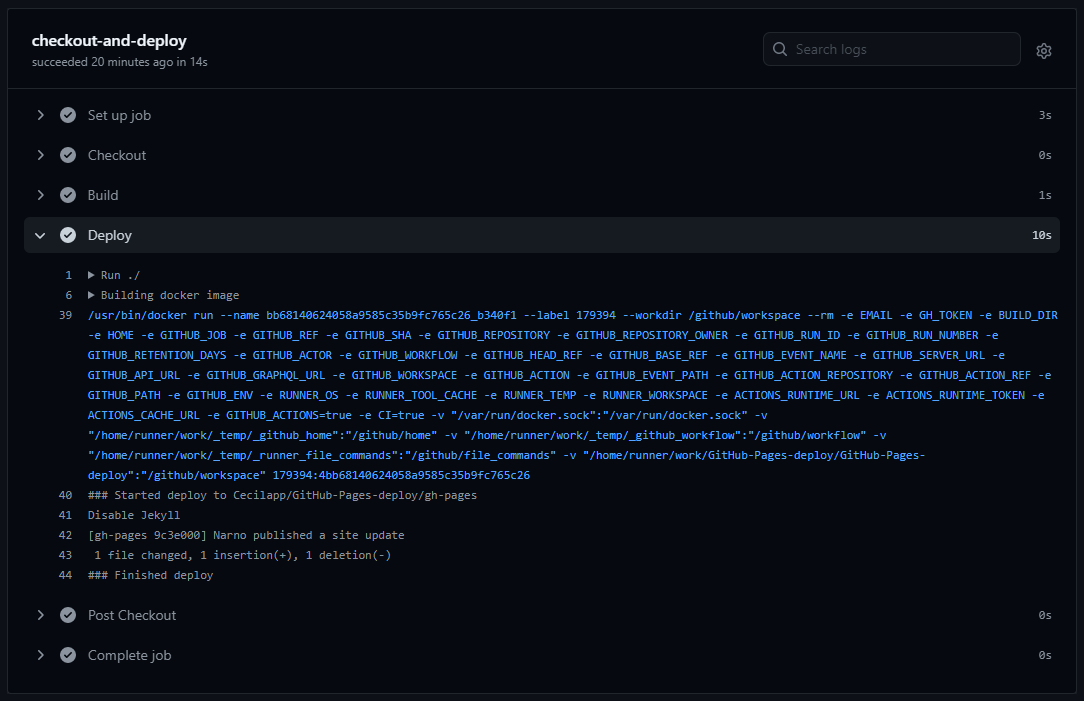 checkout-and-deploy
succeeded 20 minutes ago in 14s
Search logs
Set up job 3s
Checkout 0s
Build 1s
Deploy 10s
1 Run ./
6 Building docker image
39 /usr/bin/docker run --name bb68140624058a9585c35b9fc765c26_b340f1 --label 179394 --workdir /github/workspace --rm -e EMAIL -e GH_TOKEN -e BUILD_DIR
-e HOME -e GITHUB_JOB -e GITHUB_REF -e GITHUB_SHA -e GITHUB_REPOSITORY -e GITHUB_REPOSITORY_OWNER -e GITHUB_RUN_ID -e GITHUB_RUN_NUMBER -e
GITHUB_RETENTION_DAYS -e GITHUB_ACTOR -e GITHUB_WORKFLOW -e GITHUB_HEAD_REF -e GITHUB_BASE_REF -e GITHUB_EVENT_NAME -e GITHUB_SERVER_URL -e
GITHUB_API_URL -e GITHUB_GRAPHQL_URL -e GITHUB_WORKSPACE -e GITHUB_ACTION -e GITHUB_EVENT_PATH -e GITHUB_ACTION_REPOSITORY -e GITHUB_ACTION_REF -e
GITHUB_PATH -e GITHUB_ENV -e RUNNER_OS -e RUNNER_TOOL_CACHE -e RUNNER_TEMP -e RUNNER_WORKSPACE -e ACTIONS_RUNTIME_URL -e ACTIONS_RUNTIME_TOKEN -e
ACTIONS_CACHE_URL -e GITHUB_ACTIONS=true -e CI=true -v "/var/run/docker.sock":"/var/run/docker.sock" -v
"/home/runner/work/_temp/_github_home":"/github/home" -v "/home/runner/work/_temp/_github_workflow":"/github/workflow" -v
"/home/runner/work/_temp/_runner_file_commands":"/github/file_commands" -v "/home/runner/work/GitHub-Pages-deploy/GitHub-Pages-
deploy":"/github/workspace" 179394:4bb68140624058a9585c35b9fc765c26
40 ### Started deploy to Cecilapp/GitHub-Pages-deploy/gh-pages
41 Disable Jekyll
42 [gh-pages 9c3e000] Narno published a site update
43 1 file changed, 1 insertion(+), 1 deletion(-)
44 ### Finished deploy
Post Checkout 0s
Complete job 0s